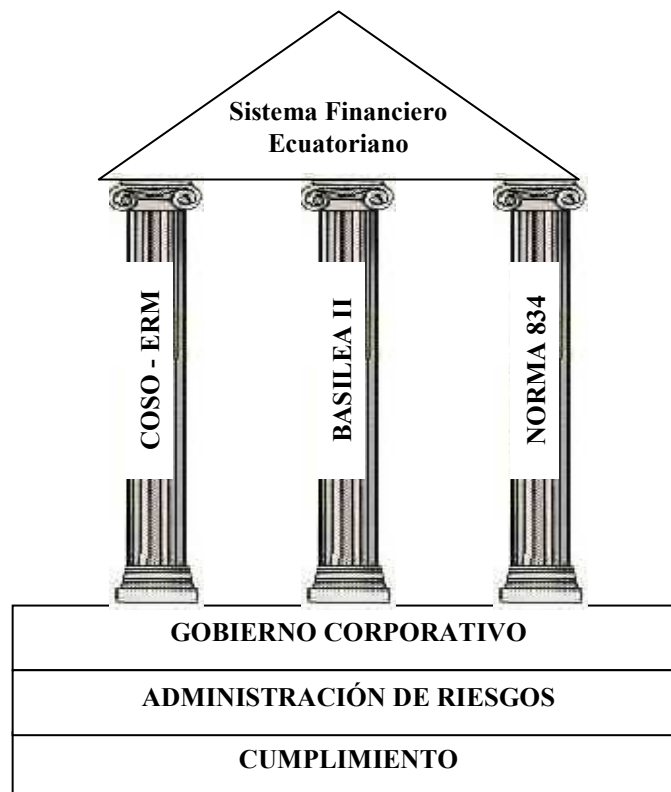 Sistema Financiero
Ecuatoriano
COSO - ERM
BASILEA II
NORMA 834
GOBIERNO CORPORATIVO
ADMINISTRACIÓN DE RIESGOS
CUMPLIMIENTO